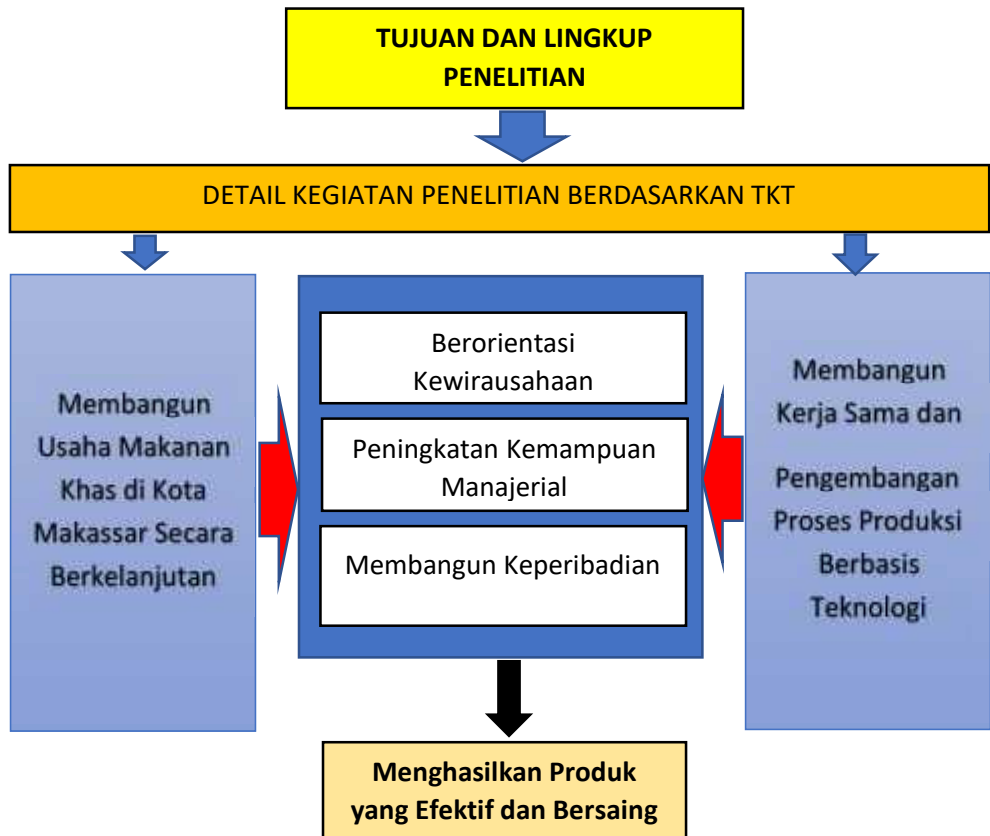 TUJUAN DAN LINGKUP
PENELITIAN
DETAIL KEGIATAN PENELITIAN BERDASARKAN TKT
Membangun
Usaha Makanan
Khas di Kota
Makassar Secara
Berkelanjutan
Berorientasi
Kewirausahaan
Peningkatan Kemampuan
Manajerial
Membangun Keperibadian
Membangun
Kerja Sama dan
Pengembangan
Proses Produksi
Berbasis
Teknologi
Menghasilkan Produk
yang Efektif dan Bersaing